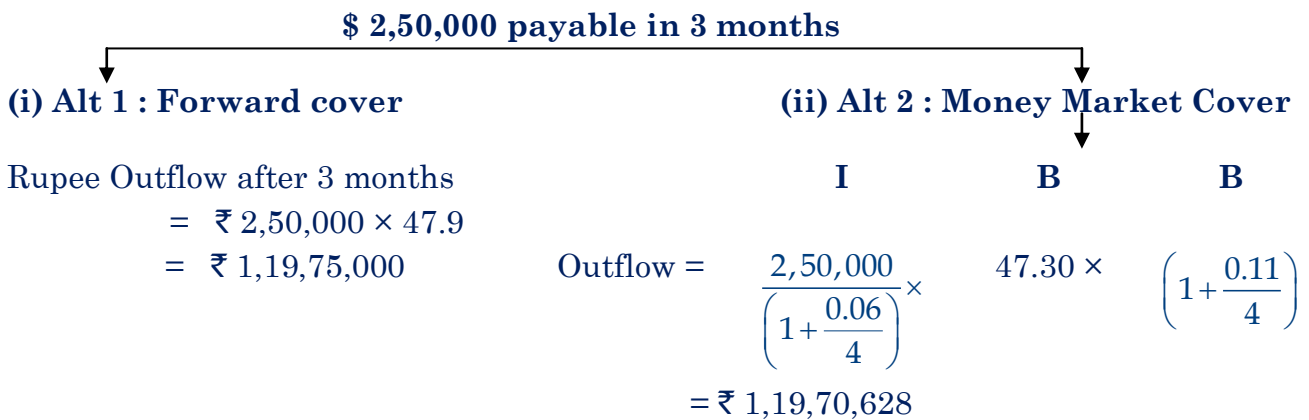 $ 2,50,000 payable in 3 months
(i) Alt 1 : Forward cover
(ii) Alt 2 : Money Market Cover
Rupee Outflow after 3 months
= ₹ 2,50,000 × 47.9
= ₹ 1,19,75,000
I B B
Outflow = 2,50,000 / (1 + 0.06/4) × 47.30 × (1 + 0.11/4)
= ₹ 1,19,70,628